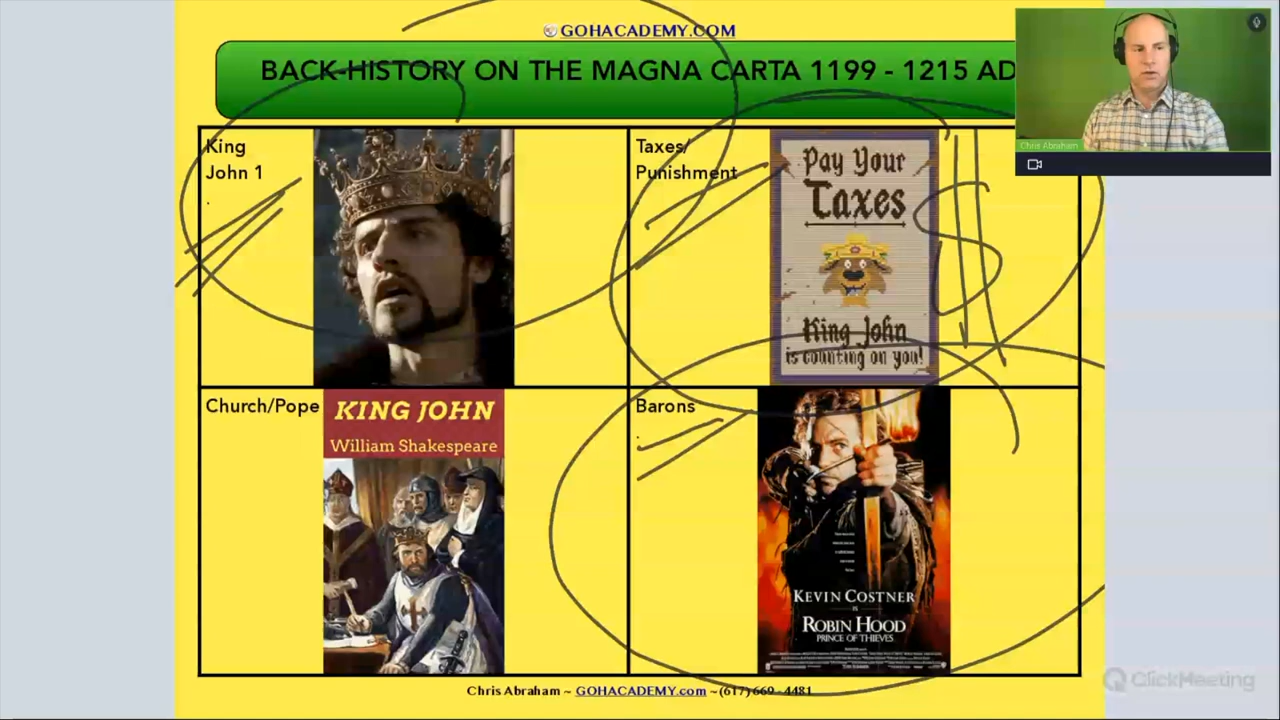 GOHACADEMY.COM
BACK-HISTORY ON THE MAGNA CARTA 1199 - 1215 AD
Chris Abraham
King
John 1
.
Taxes/
Punishment
Pay Your
Taxes
King John
is counting on you!
Church/Pope
KING JOHN
William Shakespeare
Barons
.
KEVIN COSTNER
IS
ROBIN HOOD
PRINCE OF THIEVES
Chris Abraham ~ GOHACADEMY.com ~(617) 669 - 4481
ClickMeeting